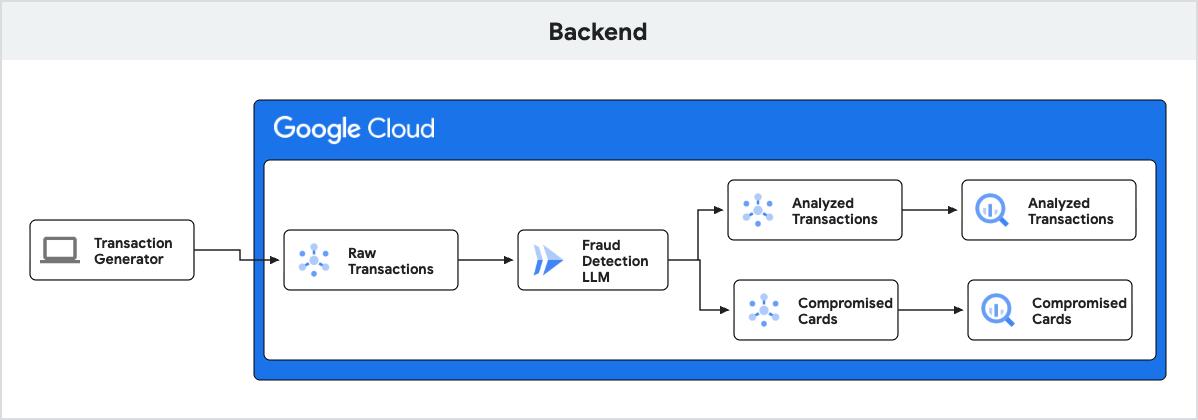 Backend
Google Cloud
Transaction
Generator
Raw
Transactions
Fraud
Detection
LLM
Analyzed
Transactions
Analyzed
Transactions
Compromised
Cards
Compromised
Cards